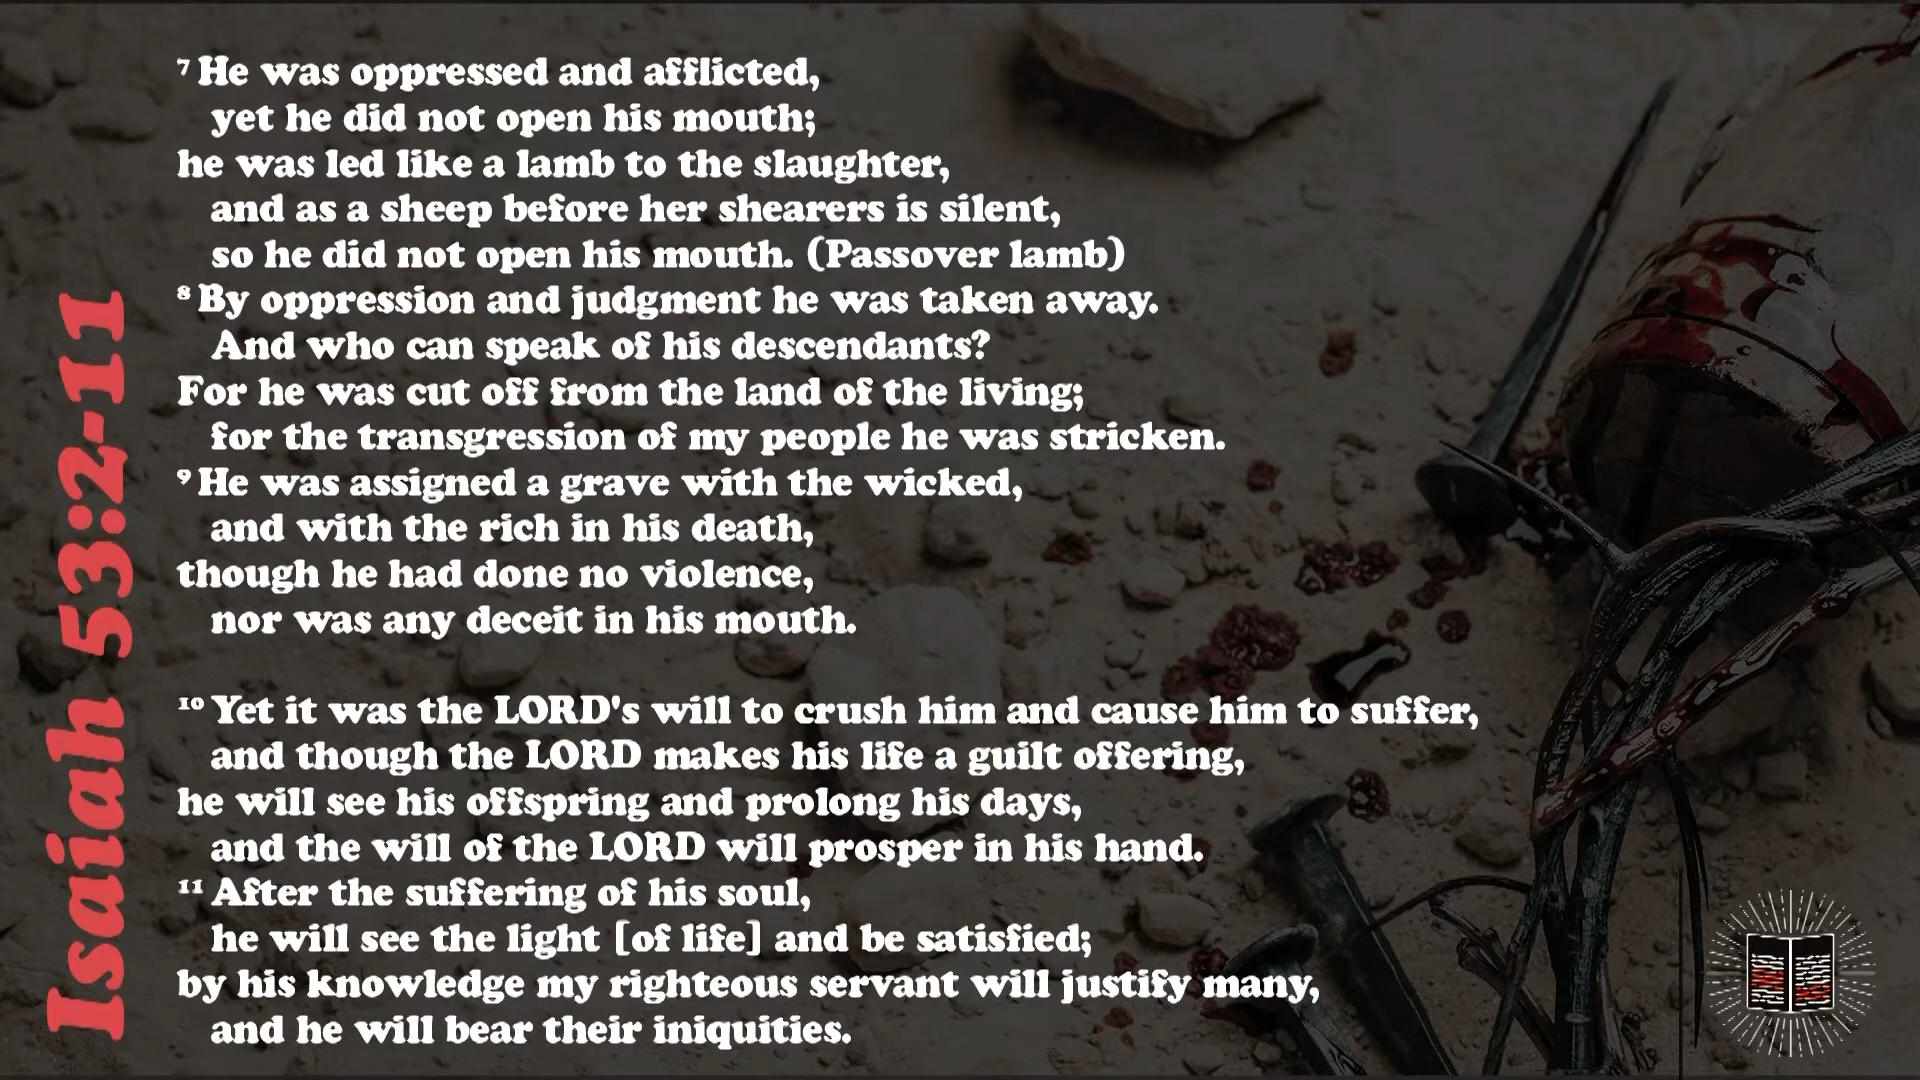 Isaiah 53:2-11
⁷ He was oppressed and afflicted,
yet he did not open his mouth;
he was led like a lamb to the slaughter,
and as a sheep before her shearers is silent,
so he did not open his mouth. (Passover lamb)
⁸ By oppression and judgment he was taken away.
And who can speak of his descendants?
For he was cut off from the land of the living;
for the transgression of my people he was stricken.
⁹ He was assigned a grave with the wicked,
and with the rich in his death,
though he had done no violence,
nor was any deceit in his mouth.
¹⁰ Yet it was the LORD's will to crush him and cause him to suffer,
and though the LORD makes his life a guilt offering,
he will see his offspring and prolong his days,
and the will of the LORD will prosper in his hand.
¹¹ After the suffering of his soul,
he will see the light [of life] and be satisfied;
by his knowledge my righteous servant will justify many,
and he will bear their iniquities.